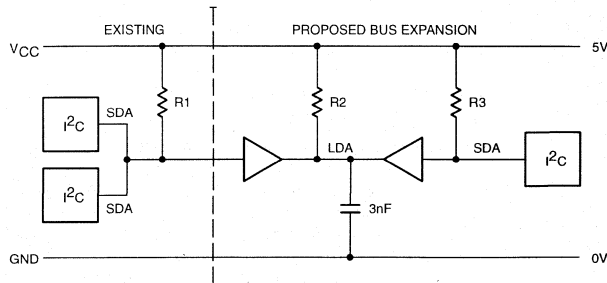 EXISTING
PROPOSED BUS EXPANSION
VCC
5V
R1
R2
R3
SDA
I²C
LDA
SDA
I²C
I²C
SDA
3nF
GND
0V